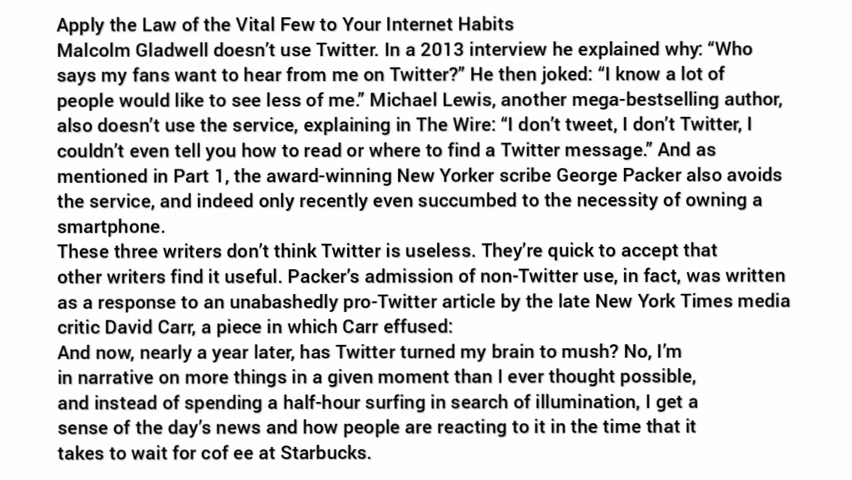 Apply the Law of the Vital Few to Your Internet Habits
Malcolm Gladwell doesn’t use Twitter. In a 2013 interview he explained why: “Who
says my fans want to hear from me on Twitter?” He then joked: “I know a lot of
people would like to see less of me.” Michael Lewis, another mega-bestselling author,
also doesn’t use the service, explaining in The Wire: “I don’t tweet, I don’t Twitter, I
couldn’t even tell you how to read or where to find a Twitter message.” And as
mentioned in Part 1, the award-winning New Yorker scribe George Packer also avoids
the service, and indeed only recently even succumbed to the necessity of owning a
smartphone.
These three writers don’t think Twitter is useless. They’re quick to accept that
other writers find it useful. Packer’s admission of non-Twitter use, in fact, was written
as a response to an unabashedly pro-Twitter article by the late New York Times media
critic David Carr, a piece in which Carr effused:
And now, nearly a year later, has Twitter turned my brain to mush? No, I’m
in narrative on more things in a given moment than I ever thought possible,
and instead of spending a half-hour surfing in search of illumination, I get a
sense of the day’s news and how people are reacting to it in the time that it
takes to wait for cof ee at Starbucks.